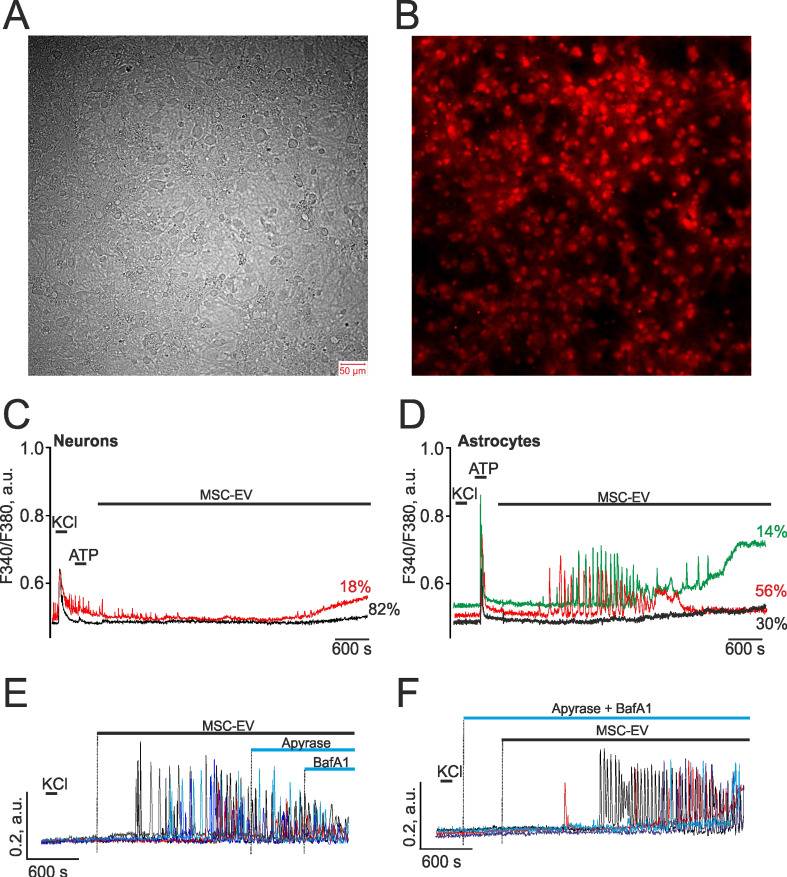 A
B
50 µm
C
D
Neurons
Astrocytes
1.0
0.8
0.6
F340/F380, a.u.
KCl
ATP
MSC-EV
18%
82%
600 s
1.0
0.8
0.6
F340/F380, a.u.
KCl
ATP
MSC-EV
14%
56%
30%
600 s
E
F
MSC-EV
Apyrase
BafA1
KCl
0.2, a.u.
600 s
Apyrase + BafA1
MSC-EV
KCl
0.2, a.u.
600 s